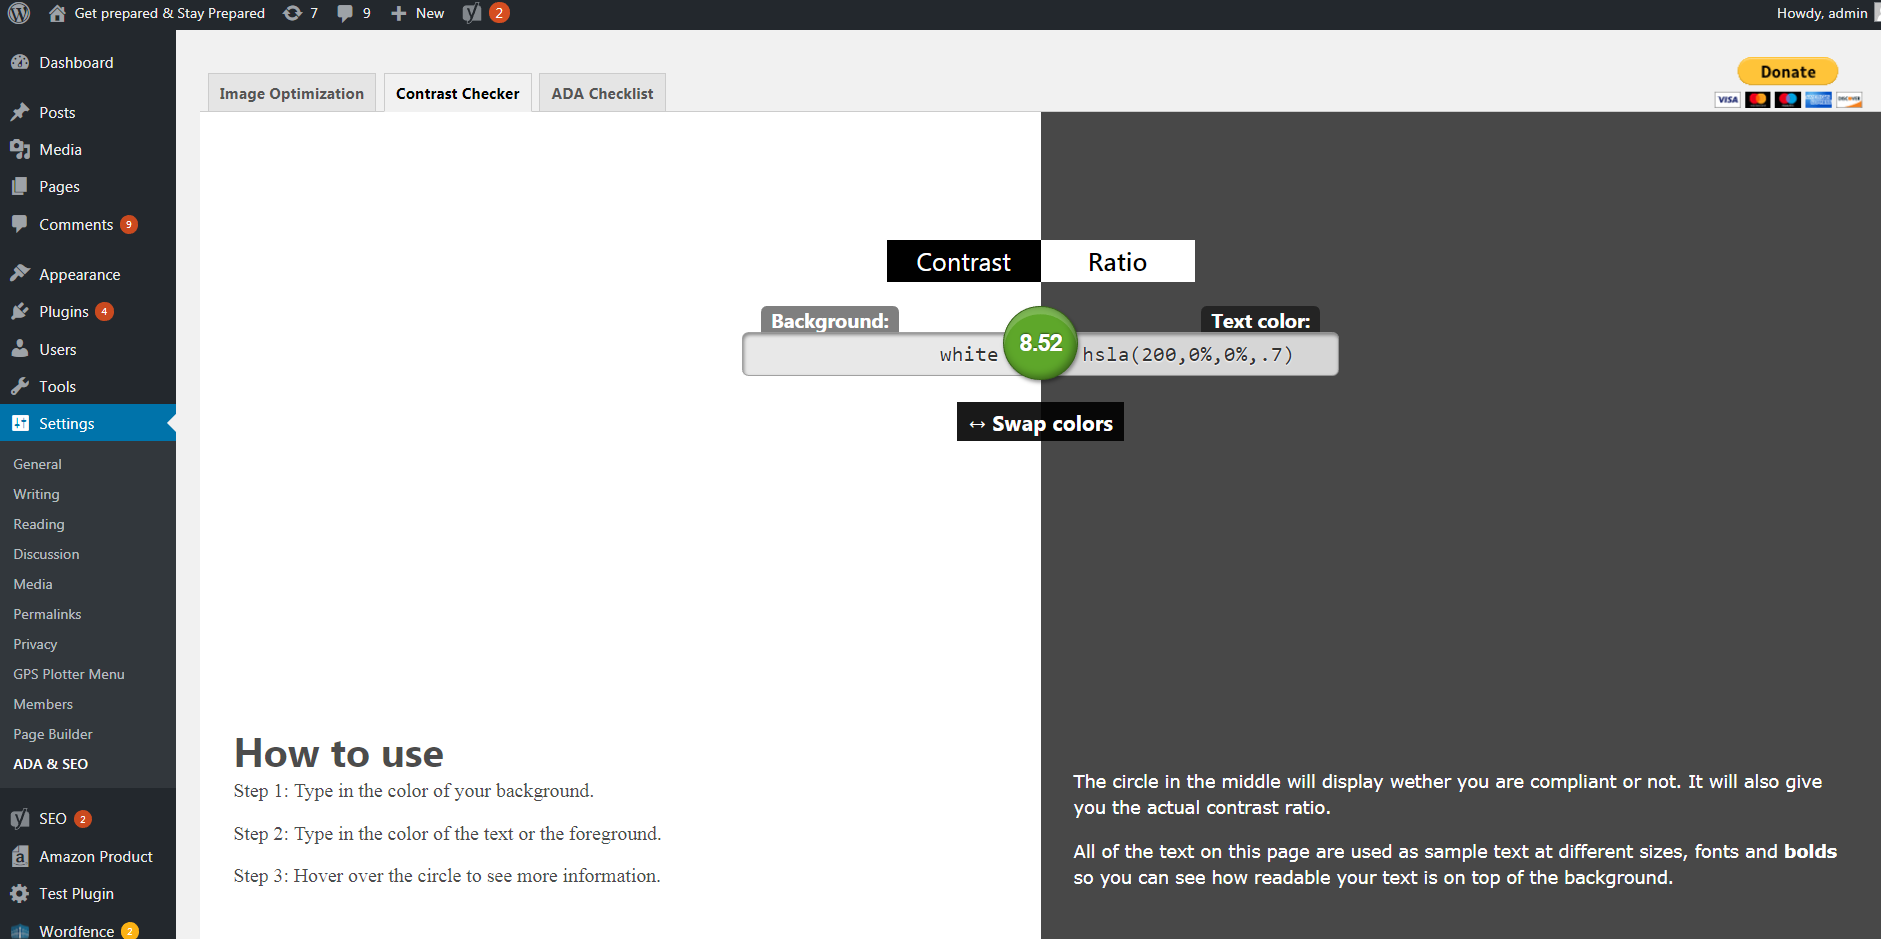 Get prepared & Stay Prepared 7 9 New 2 Howdy, admin
Dashboard
Posts
Media
Pages
Comments 9
Appearance
Plugins 4
Users
Tools
Settings
General
Writing
Reading
Discussion
Media
Permalinks
Privacy
GPS Plotter Menu
Members
Page Builder
ADA & SEO
SEO 2
Amazon Product
Test Plugin
Wordfence 2
Image Optimization Contrast Checker ADA Checklist
Donate
VISA DISCOVER
Contrast Ratio
Background: Text color:
white 8.52 hsla(200,0%,0%,.7)
↔ Swap colors
How to use
Step 1: Type in the color of your background.
Step 2: Type in the color of the text or the foreground.
Step 3: Hover over the circle to see more information.
The circle in the middle will display wether you are compliant or not. It will also give
you the actual contrast ratio.
All of the text on this page are used as sample text at different sizes, fonts and bolds
so you can see how readable your text is on top of the background.